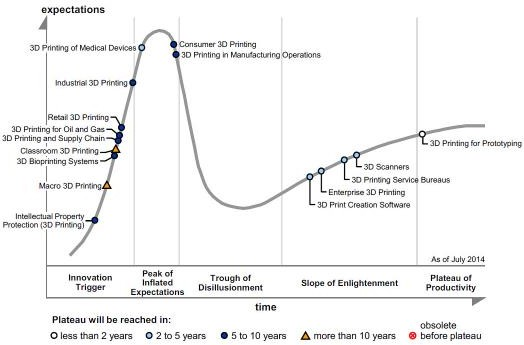 expectations
3D Printing of Medical Devices
Consumer 3D Printing
3D Printing in Manufacturing Operations
Industrial 3D Printing
Retail 3D Printing
3D Printing for Oil and Gas
3D Printing and Supply Chain
Classroom 3D Printing
3D Bioprinting Systems
Macro 3D Printing
Intellectual Property
Protection (3D Printing)
3D Printing for Prototyping
3D Scanners
3D Printing Service Bureaus
Enterprise 3D Printing
3D Print Creation Software
As of July 2014
Innovation
Trigger
Peak of
Inflated
Expectations
Trough of
Disillusionment
Slope of Enlightenment
Plateau of
Productivity
time
Plateau will be reached in:
less than 2 years
2 to 5 years
5 to 10 years
more than 10 years
obsolete
before plateau